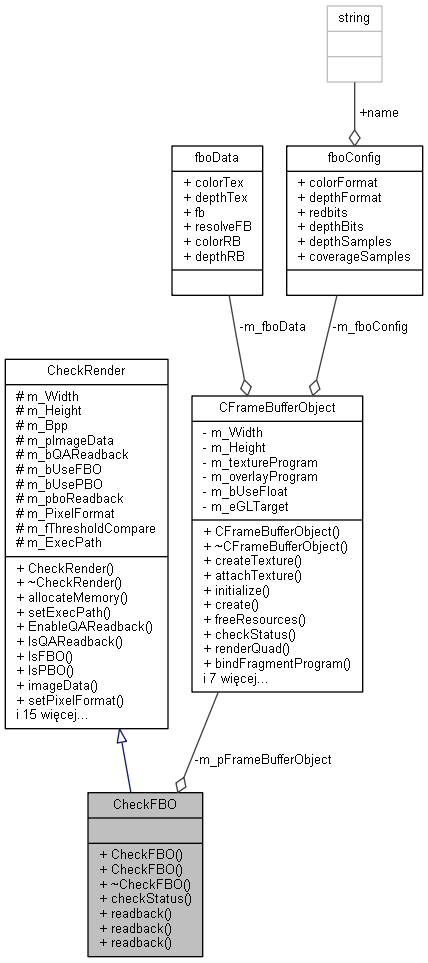 string
+name
fboData
+ colorTex
+ depthTex
+ fb
+ resolveFB
+ colorRB
+ depthRB
fboConfig
+ colorFormat
+ depthFormat
+ redbits
+ depthBits
+ depthSamples
+ coverageSamples
-m_fboData
-m_fboConfig
CheckRender
# m_Width
# m_Height
# m_Bpp
# m_pImageData
# m_bQAReadback
# m_bUseFBO
# m_bUsePBO
# m_pboReadback
# m_PixelFormat
# m_fThresholdCompare
# m_ExecPath
+ CheckRender()
+ ~CheckRender()
+ allocateMemory()
+ setExecPath()
+ EnableQAReadback()
+ IsQAReadback()
+ IsFBO()
+ IsPBO()
+ imageData()
+ setPixelFormat()
i 15 więcej...
CFrameBufferObject
- m_Width
- m_Height
- m_textureProgram
- m_overlayProgram
- m_bUseFloat
- m_eGLTarget
+ CFrameBufferObject()
+ ~CFrameBufferObject()
+ createTexture()
+ attachTexture()
+ initialize()
+ create()
+ freeResources()
+ checkStatus()
+ renderQuad()
+ bindFragmentProgram()
i 7 więcej...
-m_pFrameBufferObject
CheckFBO
+ CheckFBO()
+ CheckFBO()
+ ~CheckFBO()
+ checkStatus()
+ readback()
+ readback()
+ readback()